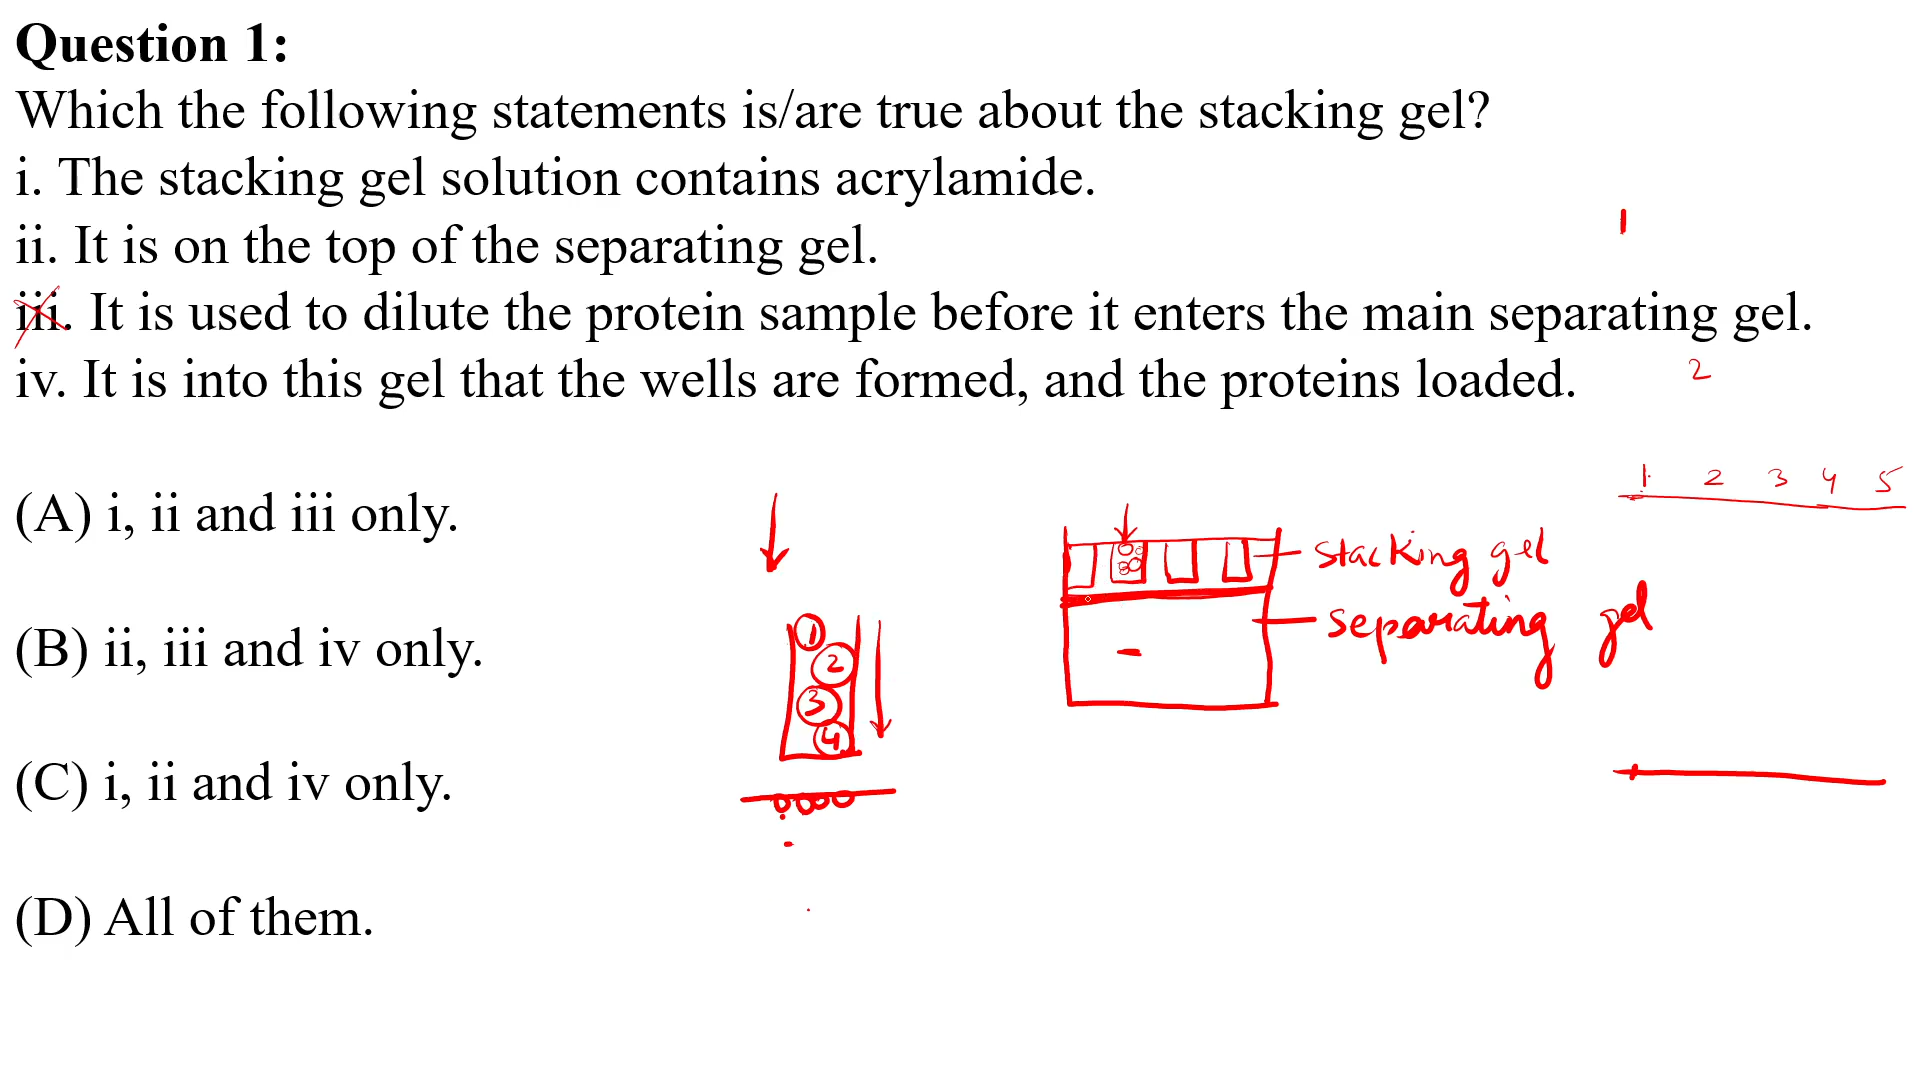 Question 1:
Which the following statements is/are true about the stacking gel?
i. The stacking gel solution contains acrylamide.
1
ii. It is on the top of the separating gel.
iii. It is used to dilute the protein sample before it enters the main separating gel.
iv. It is into this gel that the wells are formed, and the proteins loaded.
2
1 2 3 4 5
(A) i, ii and iii only.
stacking gel
separating gel
(B) ii, iii and iv only.
1
2
3
4
(C) i, ii and iv only.
(D) All of them.